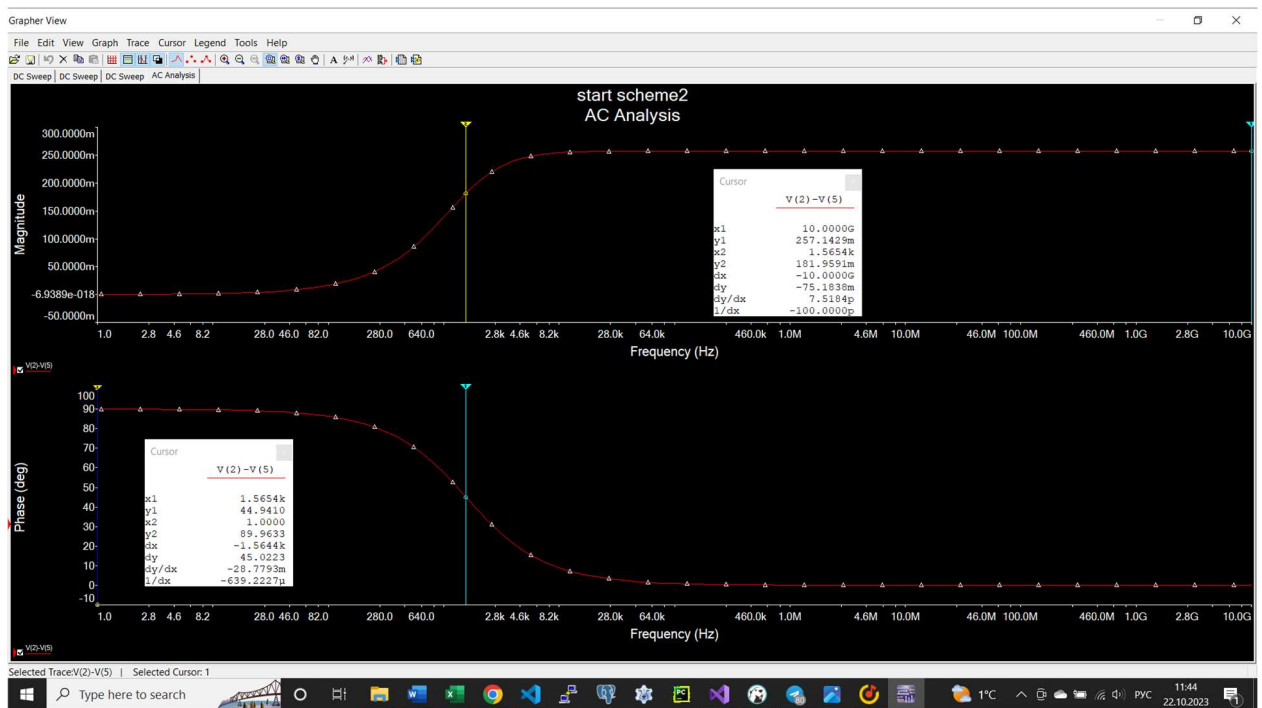 Grapher View
File Edit View Graph Trace Cursor Legend Tools Help
DC Sweep DC Sweep DC Sweep AC Analysis
start scheme2
AC Analysis
Magnitude
300.0000m
250.0000m
200.0000m
150.0000m
100.0000m
50.0000m
-6.9389e-018
-50.0000m
Cursor
V(2)-V(5)
x1 10.0000G
y1 257.1429m
x2 1.5654k
y2 181.9591m
dx -10.0000G
dy -75.1838m
dy/dx 7.5184p
1/dx -100.0000p
1.0 2.8 4.6 8.2 28.0 46.0 82.0 280.0 640.0 2.8k 4.6k 8.2k 28.0k 64.0k 460.0k 1.0M 4.6M 10.0M 46.0M 100.0M 460.0M 1.0G 2.8G 10.0G
Frequency (Hz)
V(2)-V(5)
Phase (deg)
100
90
80
70
60
50
40
30
20
10
0
-10
Cursor
V(2)-V(5)
x1 1.5654k
y1 44.9410
x2 1.0000
y2 89.9633
dx -1.5644k
dy 45.0223
dy/dx -28.7793m
1/dx -639.2227µ
1.0 2.8 4.6 8.2 28.0 46.0 82.0 280.0 640.0 2.8k 4.6k 8.2k 28.0k 64.0k 460.0k 1.0M 4.6M 10.0M 46.0M 100.0M 460.0M 1.0G 2.8G 10.0G
Frequency (Hz)
V(2)-V(5)
Selected Trace:V(2)-V(5) | Selected Cursor: 1
Type here to search
1°C
РУС
11:44
22.10.2023